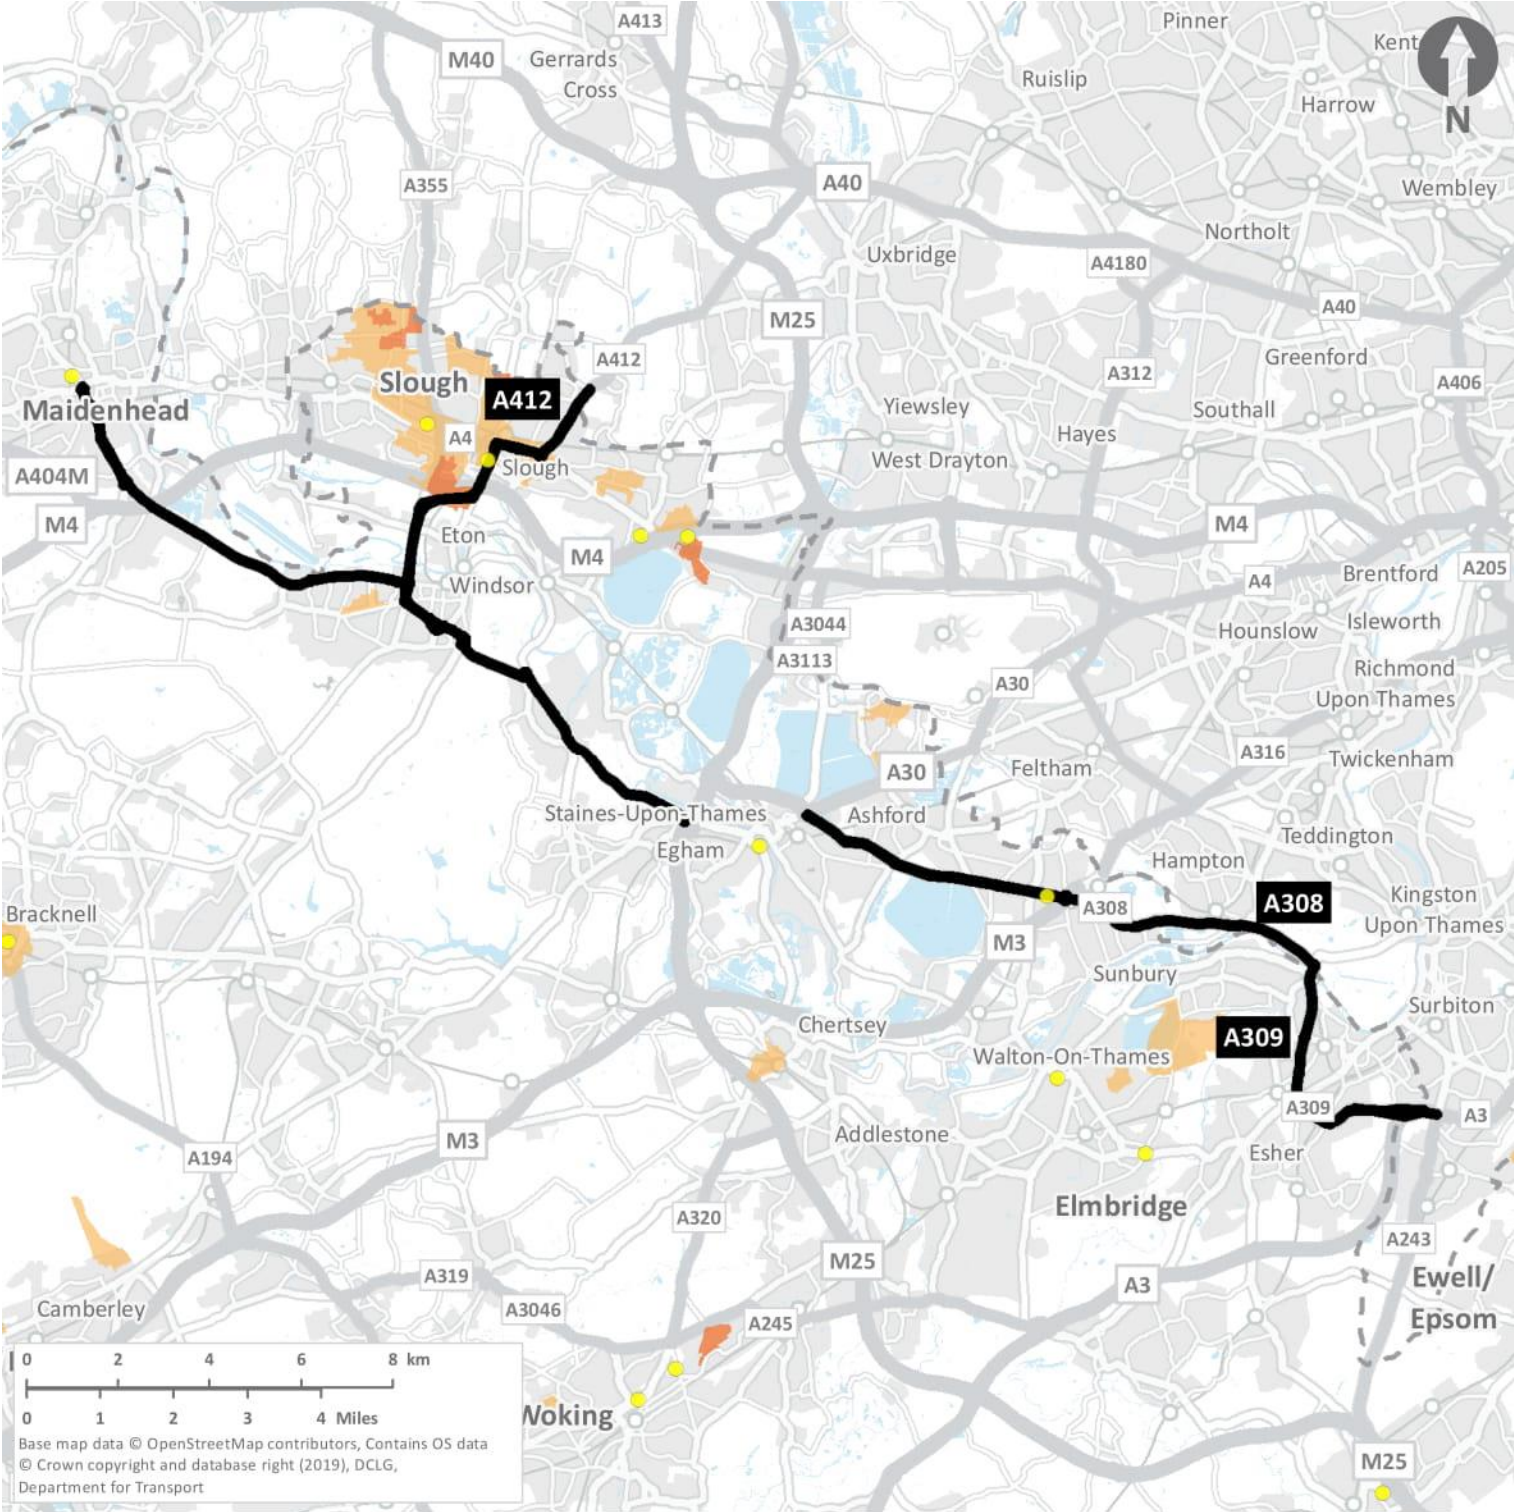 A413
Pinner
M40
Gerrards
Cross
Kent
Ruislip
Harrow
N
A355
A40
Wembley
Northolt
Uxbridge
A4180
A40
M25
A412
Greenford
A312
A406
Slough
A412
Maidenhead
Yiewsley
Southall
A4
Hayes
Slough
West Drayton
A404M
M4
M4
Eton
M4
Brentford
A205
A4
Windsor
A3044
Isleworth
Hounslow
A3113
Richmond
Upon Thames
A30
A316
Twickenham
A30
Feltham
Staines-Upon-Thames
Ashford
Teddington
Egham
Hampton
Bracknell
A308
A308
Kingston
Upon Thames
M3
Sunbury
Surbiton
Chertsey
A309
Walton-On-Thames
A309
A3
Addlestone
M3
Esher
A194
Elmbridge
A320
A243
M25
A319
A3
Ewell/
Epsom
Camberley
A3046
A245
0 2 4 6 8 km
0 1 2 3 4 Miles
Woking
Base map data © OpenStreetMap contributors, Contains OS data
© Crown copyright and database right (2019), DCLG,
Department for Transport
M25